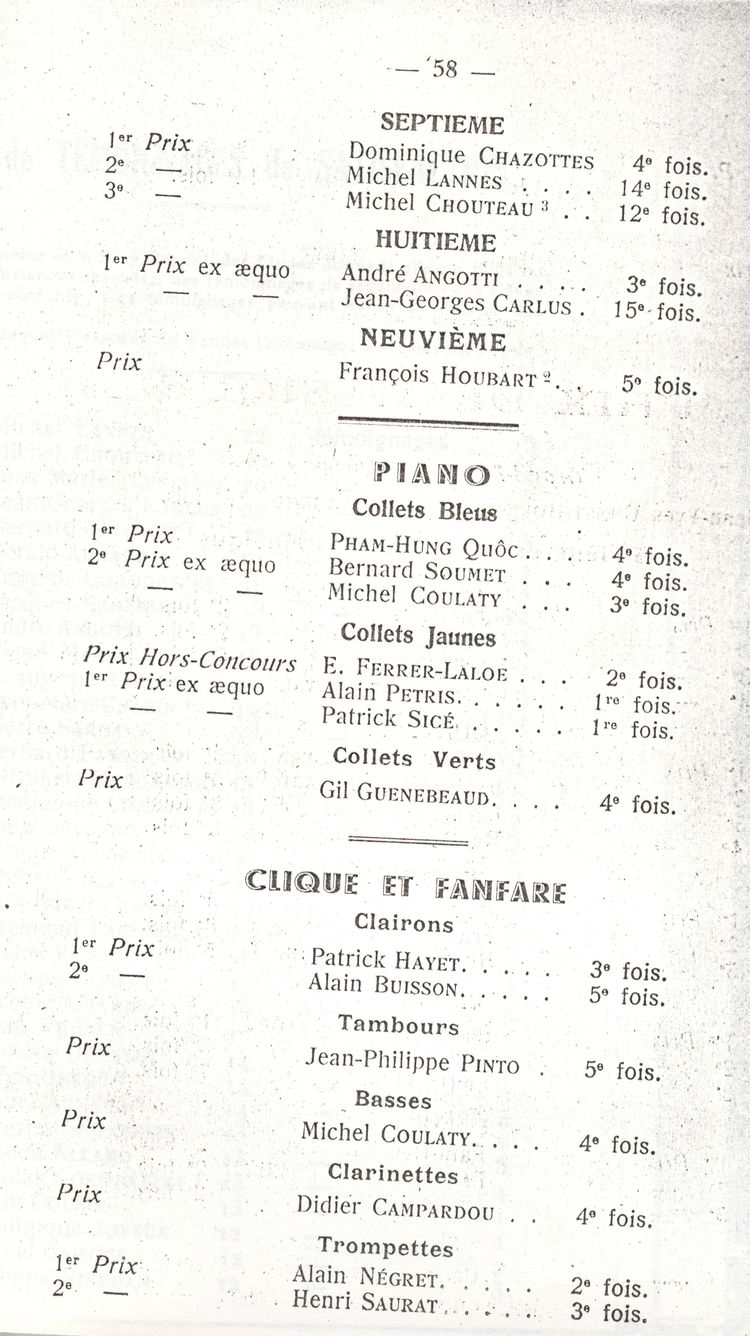 — 58 —
SEPTIEME
1er Prix Dominique CHAZOTTES 4e fois.
2e — Michel LANNES . . . . 14e fois.
3e — Michel CHOUTEAU 3 . . 12e fois.
HUITIEME
1er Prix ex æquo André ANGOTTI . . . . . 3e fois.
— — Jean-Georges CARLUS . 15e fois.
NEUVIÈME
Prix François HOUBART 2 . . 5e fois.
PIANO
Collets Bleus
1er Prix PHAM-HUNG QUÔC . . . 4e fois.
2e Prix ex æquo Bernard SOUMET . . . 4e fois.
— — Michel COULATY . . . 3e fois.
Collets Jaunes
Prix Hors-Concours E. FERRER-LALOE . . . 2e fois.
1er Prix ex æquo Alain PETRIS. . . . . . 1re fois.
— — Patrick SICÉ. . . . . . 1re fois.
Collets Verts
Prix Gil GUENEBEAUD. . . . 4e fois.
CLIQUE ET FANFARE
Clairons
1er Prix Patrick HAYET. . . . . 3e fois.
2e — Alain BUISSON. . . . . 5e fois.
Tambours
Prix Jean-Philippe PINTO . 5e fois.
Basses
Prix Michel COULATY. . . . 4e fois.
Clarinettes
Prix Didier CAMPARDOU . . 4e fois.
Trompettes
1er Prix Alain NÉGRET. . . . . 2e fois.
2e — Henri SAURAT . . . . . 3e fois.